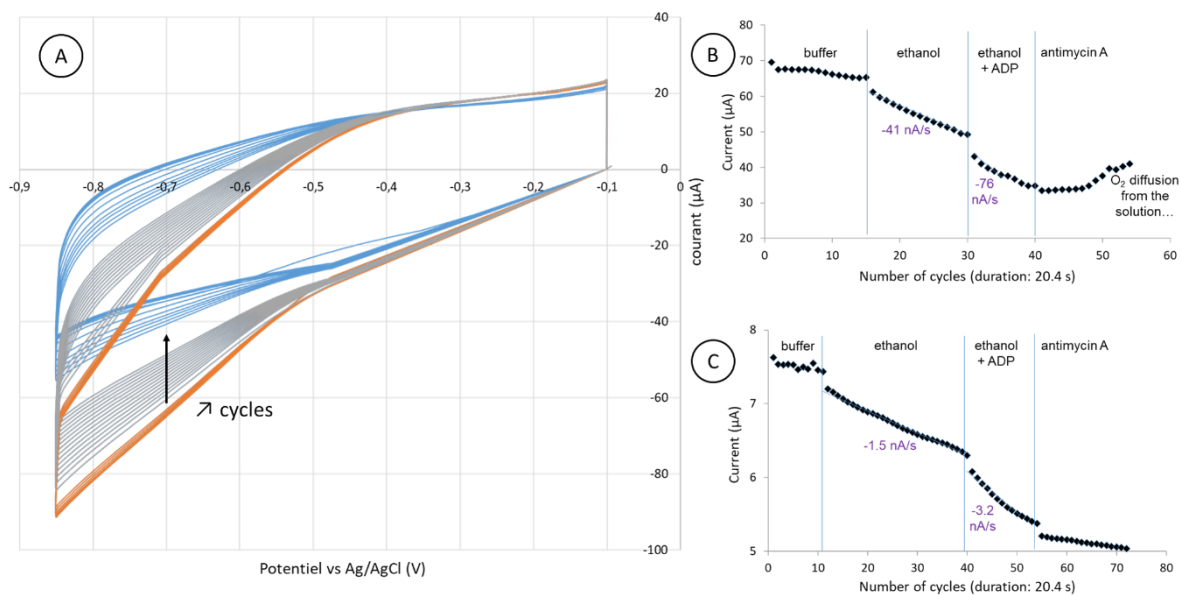 A
40
20
0
-20
-40
-60
-80
-100
-0,9
-0,8
-0,7
-0,6
-0,5
-0,4
-0,3
-0,2
-0,1
0
↗ cycles
courant (µA)
Potentiel vs Ag/AgCl (V)
B
80
70
60
50
40
30
20
Current (µA)
buffer
ethanol
ethanol
+ ADP
antimycin A
-41 nA/s
-76
nA/s
O₂ diffusion
from the
solution…
0
10
20
30
40
50
60
Number of cycles (duration: 20.4 s)
C
8
7
6
5
Current (µA)
buffer
ethanol
ethanol
+ ADP
antimycin A
-1.5 nA/s
-3.2
nA/s
0
10
20
30
40
50
60
70
80
Number of cycles (duration: 20.4 s)